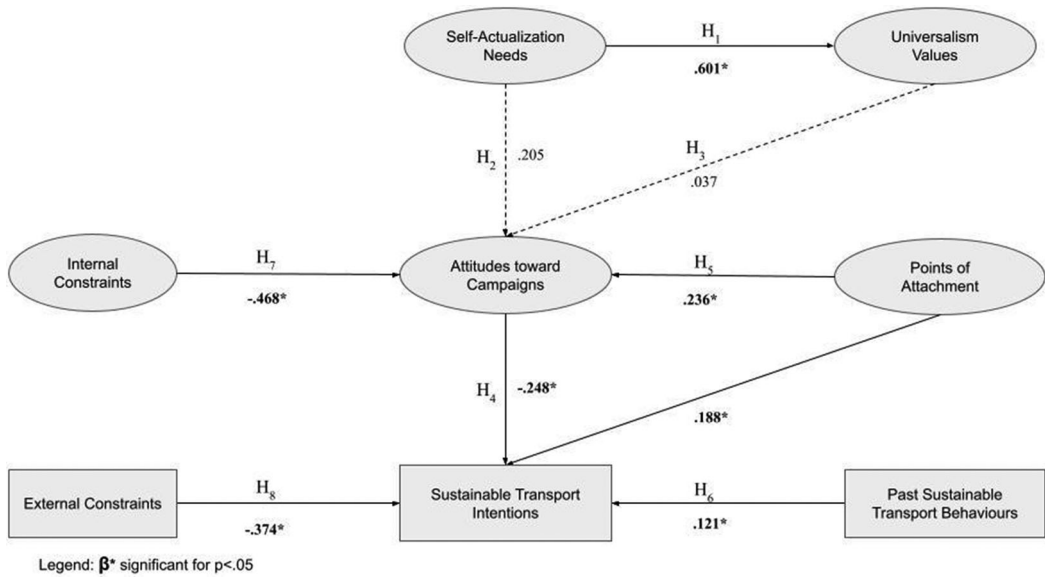 Self-Actualization
Needs
H1
.601*
Universalism
Values
H2
.205
H3
.037
Internal
Constraints
H7
-.468*
Attitudes toward
Campaigns
H5
.236*
Points of
Attachment
H4
-.248*
.188*
External Constraints
H8
-.374*
Sustainable Transport
Intentions
H6
.121*
Past Sustainable
Transport Behaviours
Legend: β* significant for p<.05